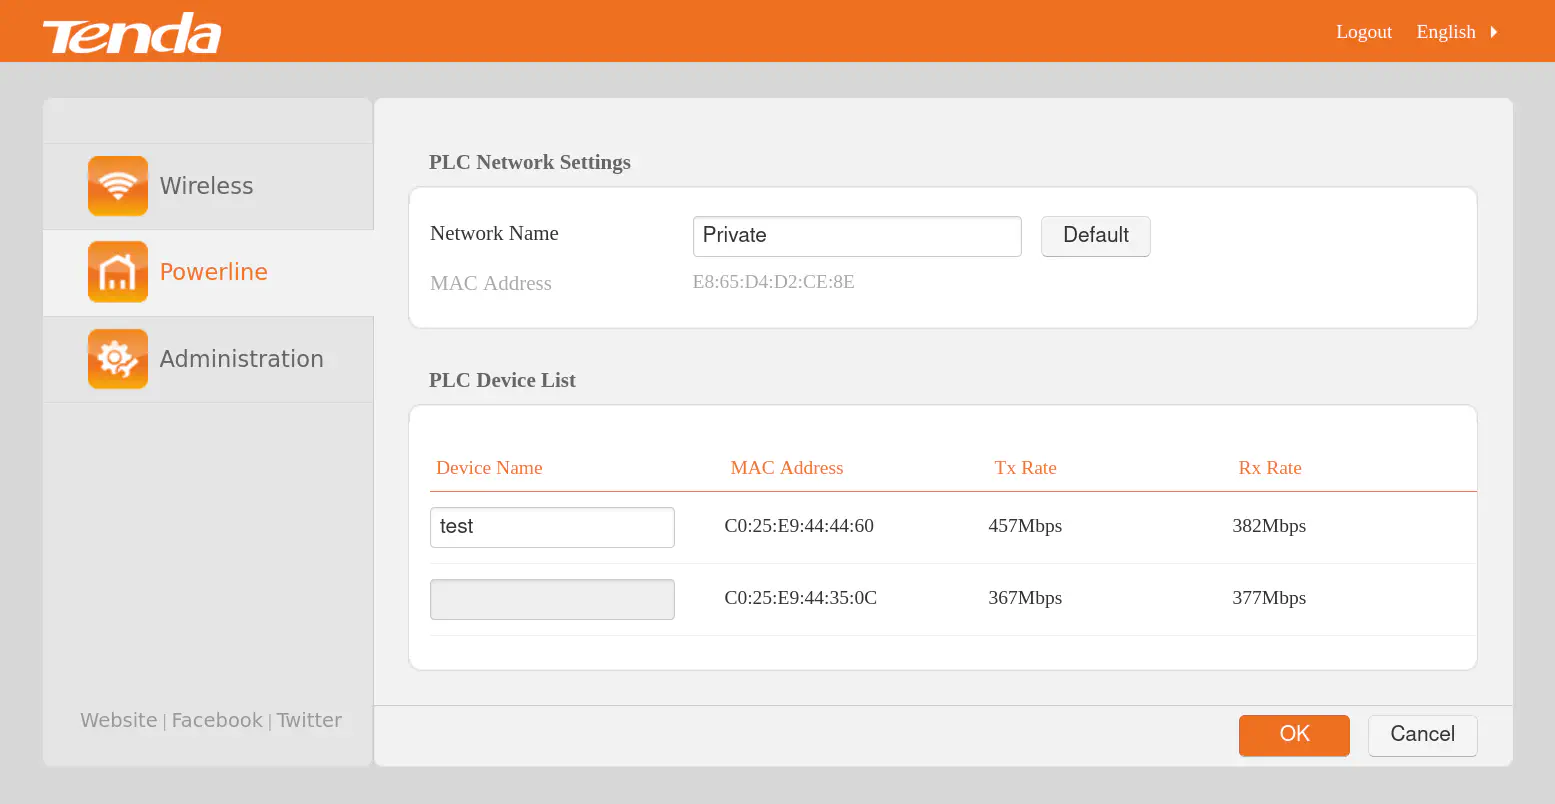 Tenda
Logout English
Wireless
Powerline
Administration
Website | Facebook | Twitter
PLC Network Settings
Network Name Private Default
MAC Address E8:65:D4:D2:CE:8E
PLC Device List
Device Name MAC Address Tx Rate Rx Rate
test C0:25:E9:44:44:60 457Mbps 382Mbps
C0:25:E9:44:35:0C 367Mbps 377Mbps
OK Cancel